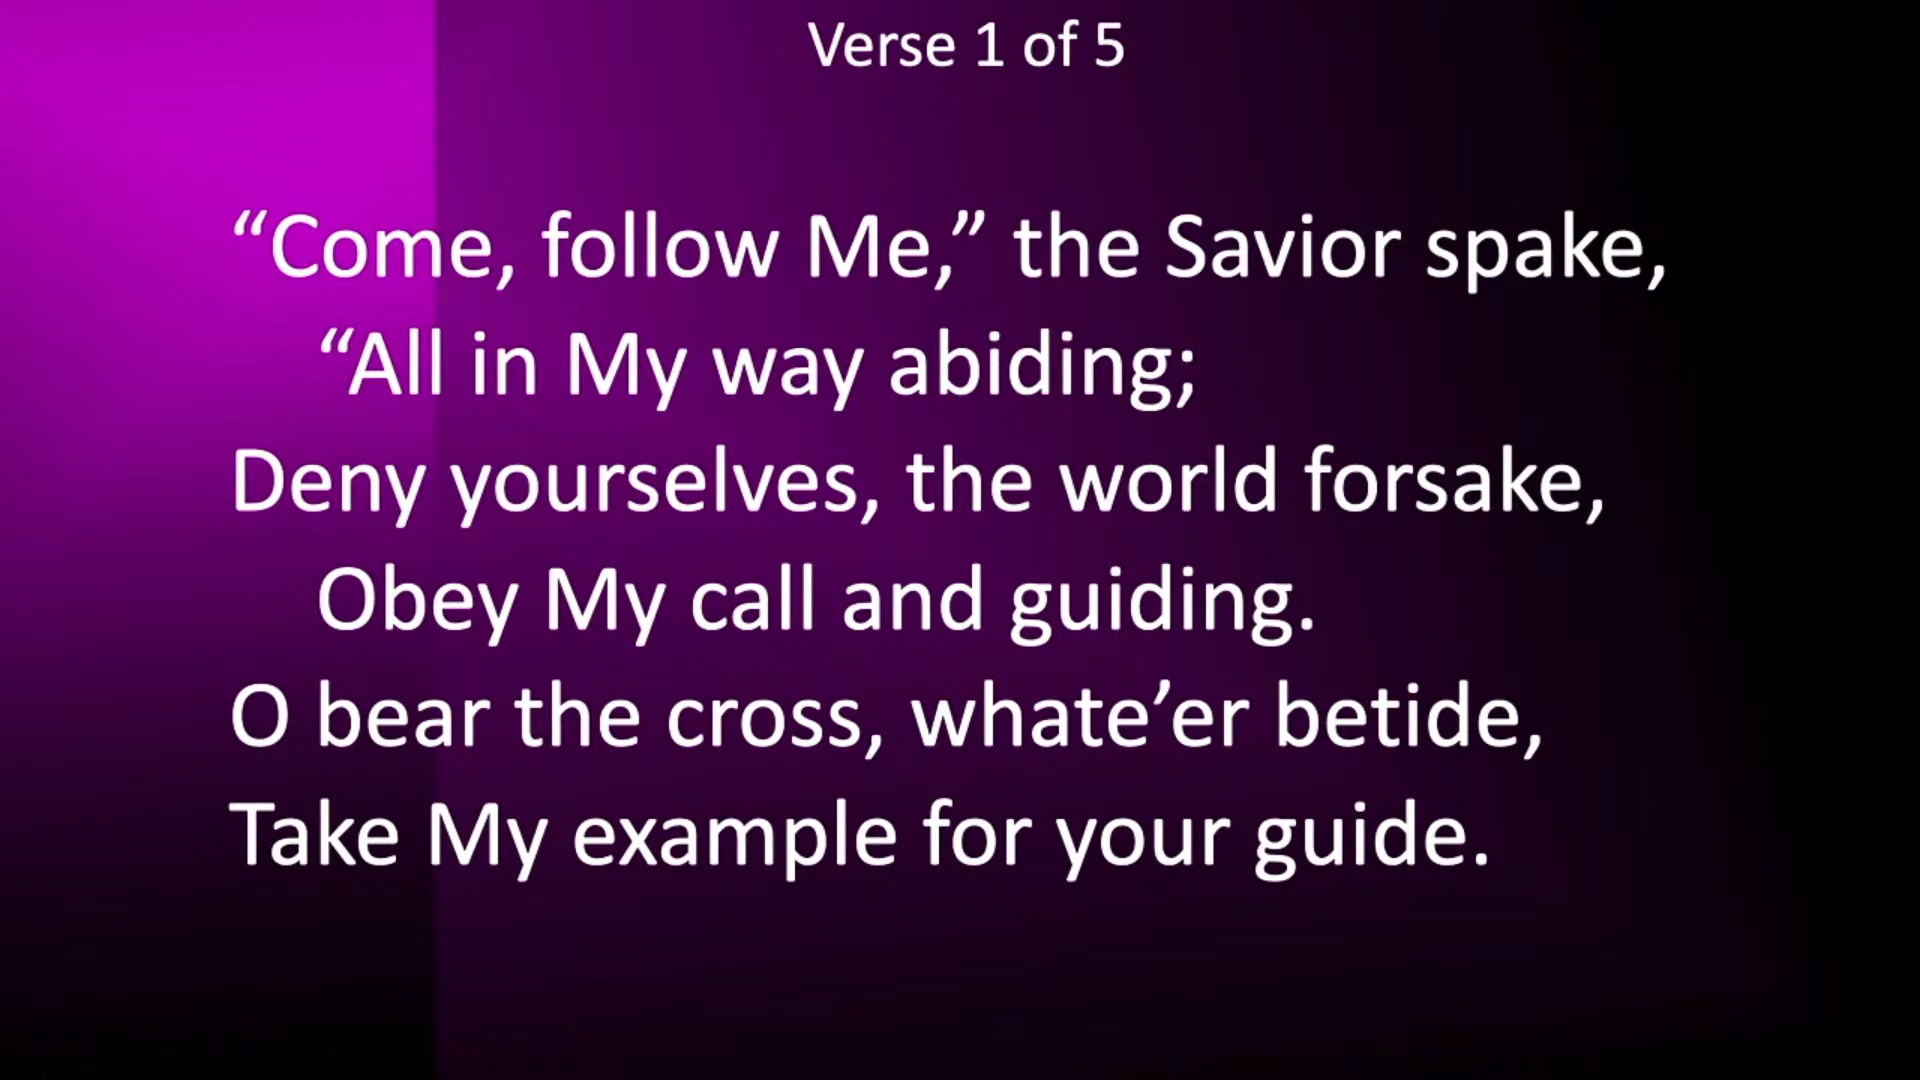 Verse 1 of 5
“Come, follow Me,” the Savior spake,
“All in My way abiding;
Deny yourselves, the world forsake,
Obey My call and guiding.
O bear the cross, whate’er betide,
Take My example for your guide.